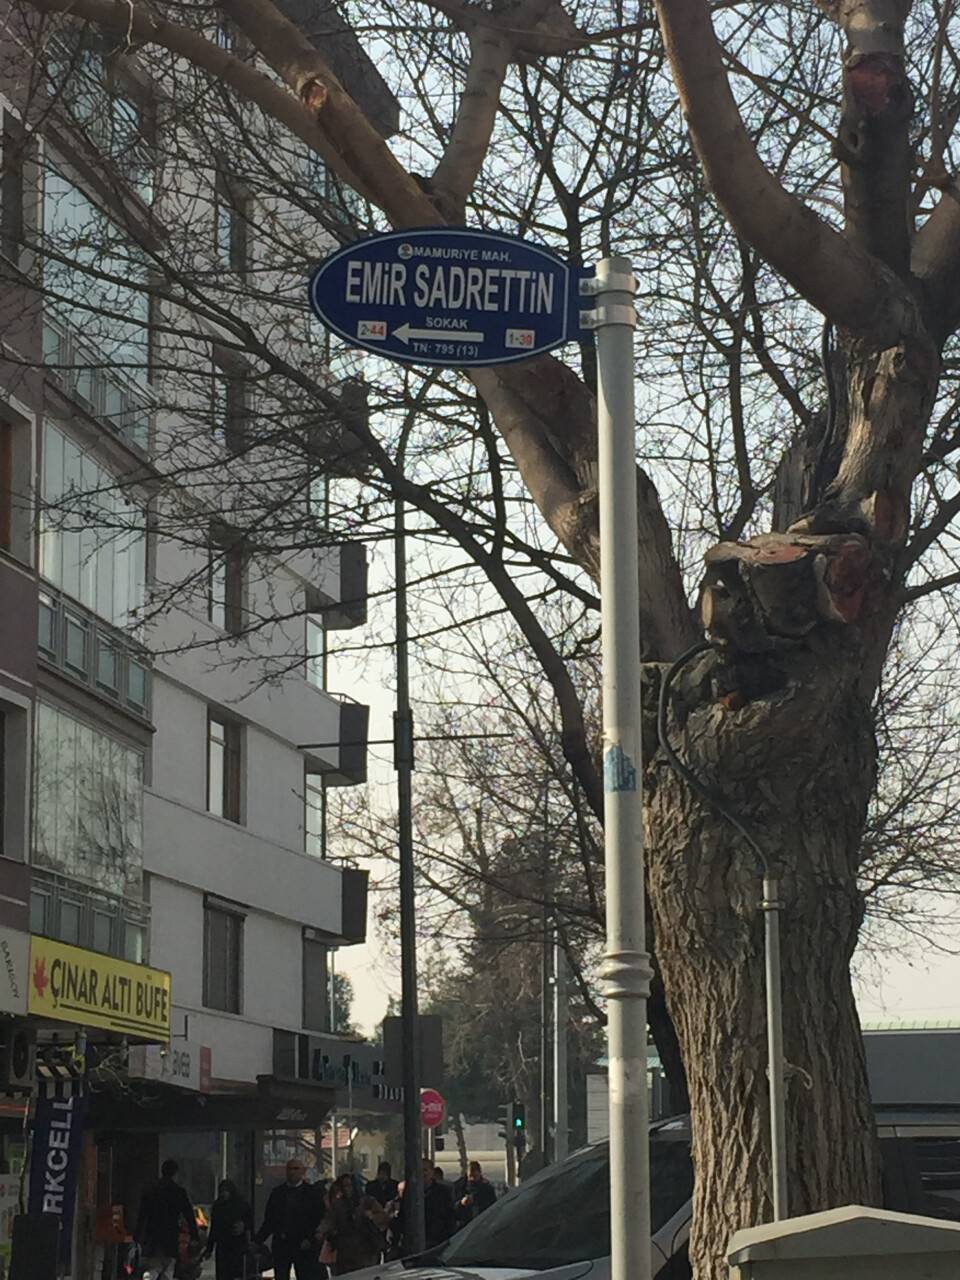 MAMURiYE MAH.
EMiR SADRETTiN
SOKAK
2-44
1-39
TN: 795 (13)
ÇINAR ALTI BÜFE
RKCELL